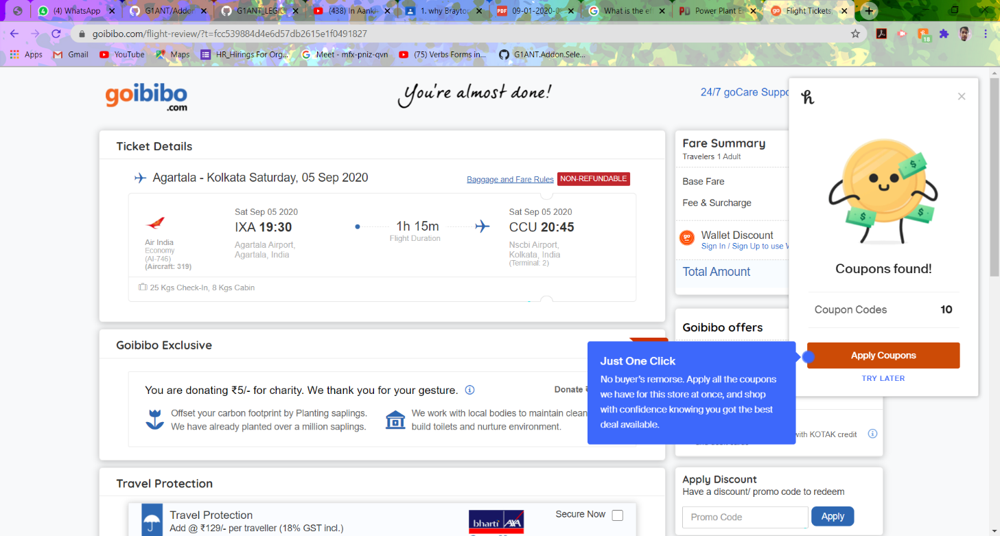 (4) WhatsApp
G1ANT/Addon
G1ANT_LEGIC
(438) In Aankh
1. why Brayton
PDF
09-01-2020-0
What is the ef
Power Plant En
Flight Tickets,
goibibo.com/flight-review/?t=fcc539884d4e6d57db2615e1f0491827
18
Apps
Gmail
YouTube
Maps
HR_Hirings For Org...
Meet - mfx-pniz-qvn
(75) Verbs Forms in...
G1ANT.Addon.Sele...
goibibo
.com
You're almost done!
24/7 goCare Suppo
Ticket Details
Agartala - Kolkata Saturday, 05 Sep 2020
Baggage and Fare Rules
NON-REFUNDABLE
Sat Sep 05 2020
IXA 19:30
Agartala Airport,
Agartala, India
1h 15m
Flight Duration
Sat Sep 05 2020
CCU 20:45
Nscbi Airport,
Kolkata, India
(Terminal: 2)
Air India
Economy
(AI-746)
(Aircraft: 319)
25 Kgs Check-In, 8 Kgs Cabin
Fare Summary
Travelers 1 Adult
Base Fare
Fee & Surcharge
go
Wallet Discount
Sign In / Sign Up to use
Total Amount
h
Coupons found!
Coupon Codes 10
Apply Coupons
TRY LATER
Goibibo Exclusive
You are donating ₹5/- for charity. We thank you for your gesture.
Donate
Offset your carbon footprint by Planting saplings.
We have already planted over a million saplings.
We work with local bodies to maintain clean
build toilets and nurture environment.
Goibibo offers
Just One Click
No buyer's remorse. Apply all the coupons
we have for this store at once, and shop
with confidence knowing you got the best
deal available.
with KOTAK credit
Travel Protection
Travel Protection
Add @ ₹129/- per traveller (18% GST incl.)
bharti AXA
Secure Now
Apply Discount
Have a discount/ promo code to redeem
Promo Code
Apply